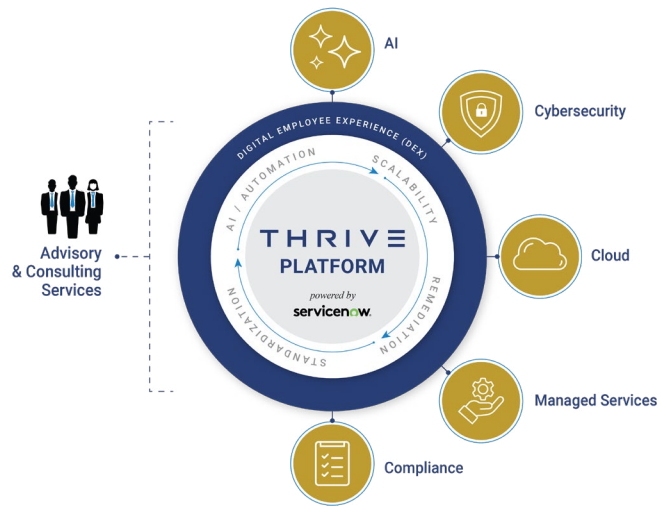 AI
Cybersecurity
DIGITAL EMPLOYEE EXPERIENCE (DEX)
AI / AUTOMATION
SCALABILITY
REMEDIATION
STANDARDIZATION
THRIVE
PLATFORM
powered by
servicenow.
Advisory
& Consulting
Services
Cloud
Managed Services
Compliance